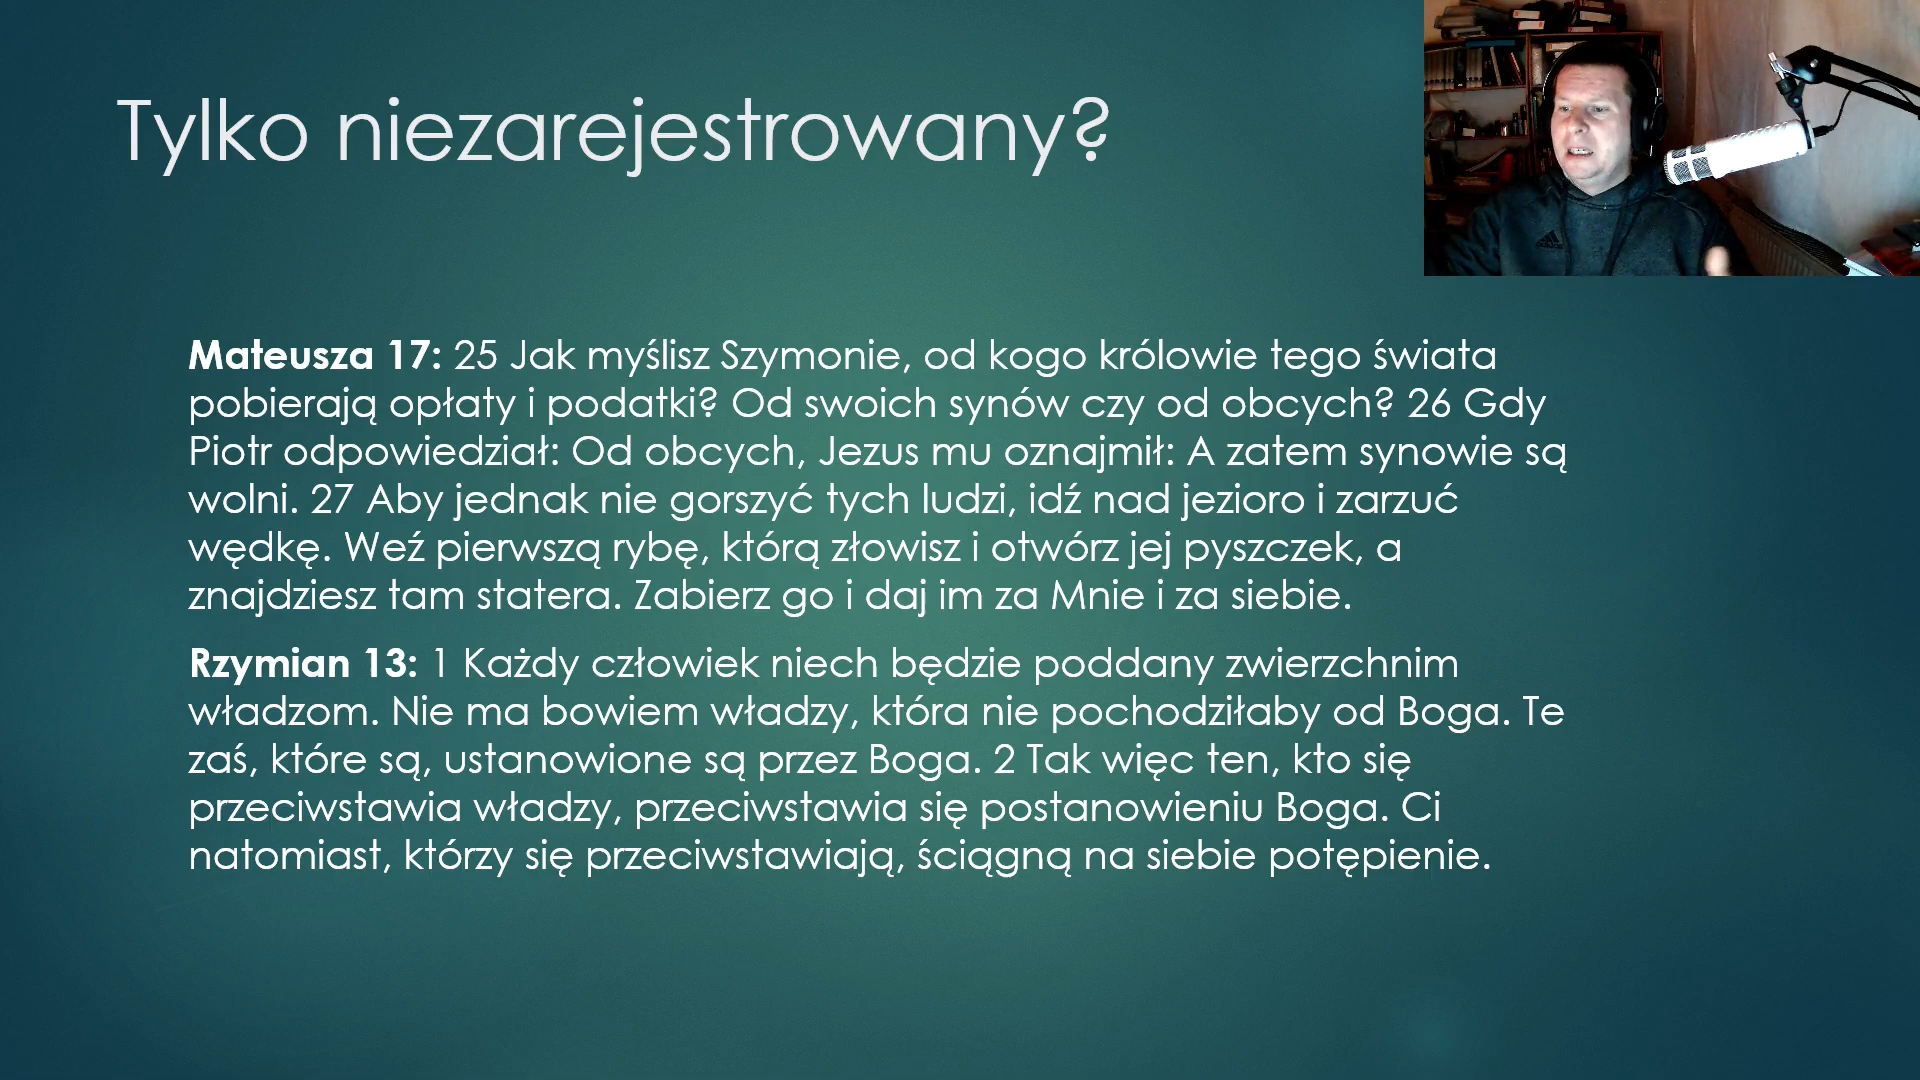 Tylko niezarejestrowany?
Mateusza 17: 25 Jak myślisz Szymonie, od kogo królowie tego świata
pobierają opłaty i podatki? Od swoich synów czy od obcych? 26 Gdy
Piotr odpowiedział: Od obcych, Jezus mu oznajmił: A zatem synowie są
wolni. 27 Aby jednak nie gorszyć tych ludzi, idź nad jezioro i zarzuć
wędkę. Weź pierwszą rybę, którą złowisz i otwórz jej pyszczek, a
znajdziesz tam statera. Zabierz go i daj im za Mnie i za siebie.
Rzymian 13: 1 Każdy człowiek niech będzie poddany zwierzchnim
władzom. Nie ma bowiem władzy, która nie pochodziłaby od Boga. Te
zaś, które są, ustanowione są przez Boga. 2 Tak więc ten, kto się
przeciwstawia władzy, przeciwstawia się postanowieniu Boga. Ci
natomiast, którzy się przeciwstawiają, ściągną na siebie potępienie.